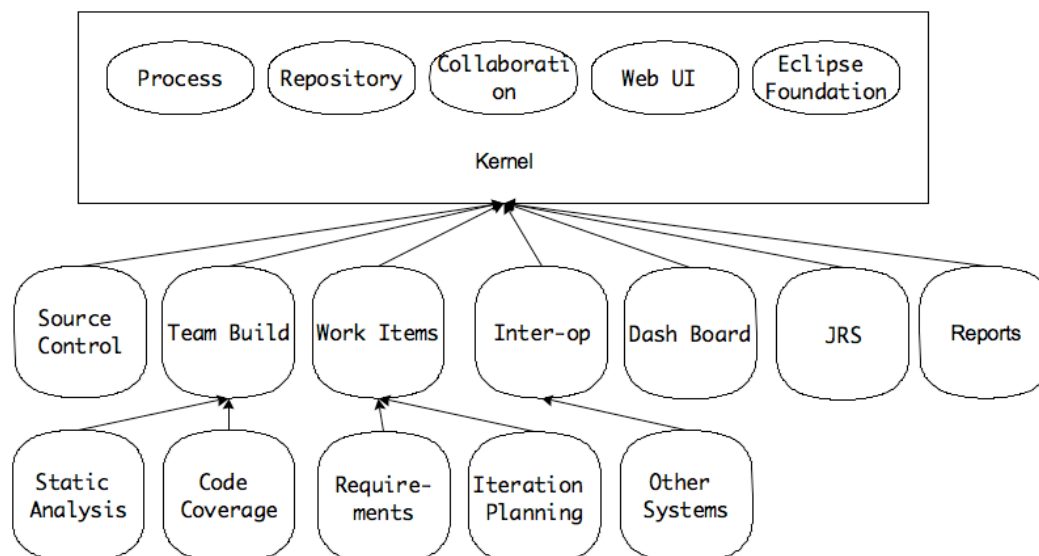 Process
Repository
Collaborati
on
Web UI
Eclipse
Foundation
Kernel
Source
Control
Team Build
Work Items
Inter-op
Dash Board
JRS
Reports
Static
Analysis
Code
Coverage
Require-
ments
Iteration
Planning
Other
Systems